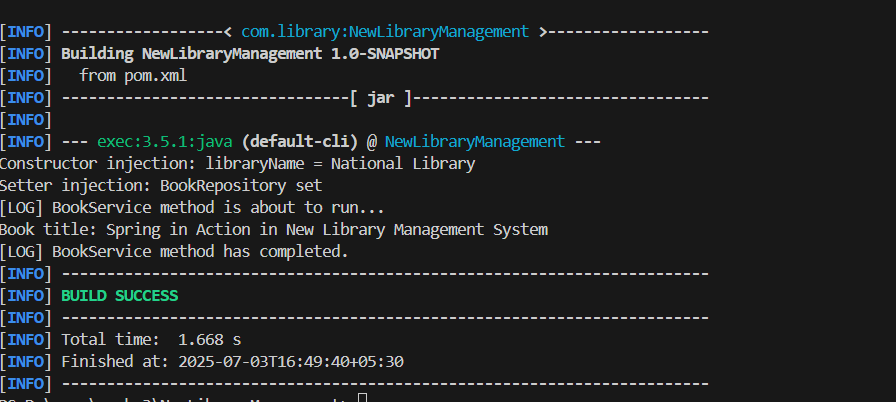 [INFO] ------------------< com.library:NewLibraryManagement >------------------
[INFO] Building NewLibraryManagement 1.0-SNAPSHOT
[INFO]   from pom.xml
[INFO] --------------------------------[ jar ]---------------------------------
[INFO]
[INFO] --- exec:3.5.1:java (default-cli) @ NewLibraryManagement ---
Constructor injection: libraryName = National Library
Setter injection: BookRepository set
[LOG] BookService method is about to run...
Book title: Spring in Action in New Library Management System
[LOG] BookService method has completed.
[INFO] ------------------------------------------------------------------------
[INFO] BUILD SUCCESS
[INFO] ------------------------------------------------------------------------
[INFO] Total time:  1.668 s
[INFO] Finished at: 2025-07-03T16:49:40+05:30
[INFO] ------------------------------------------------------------------------